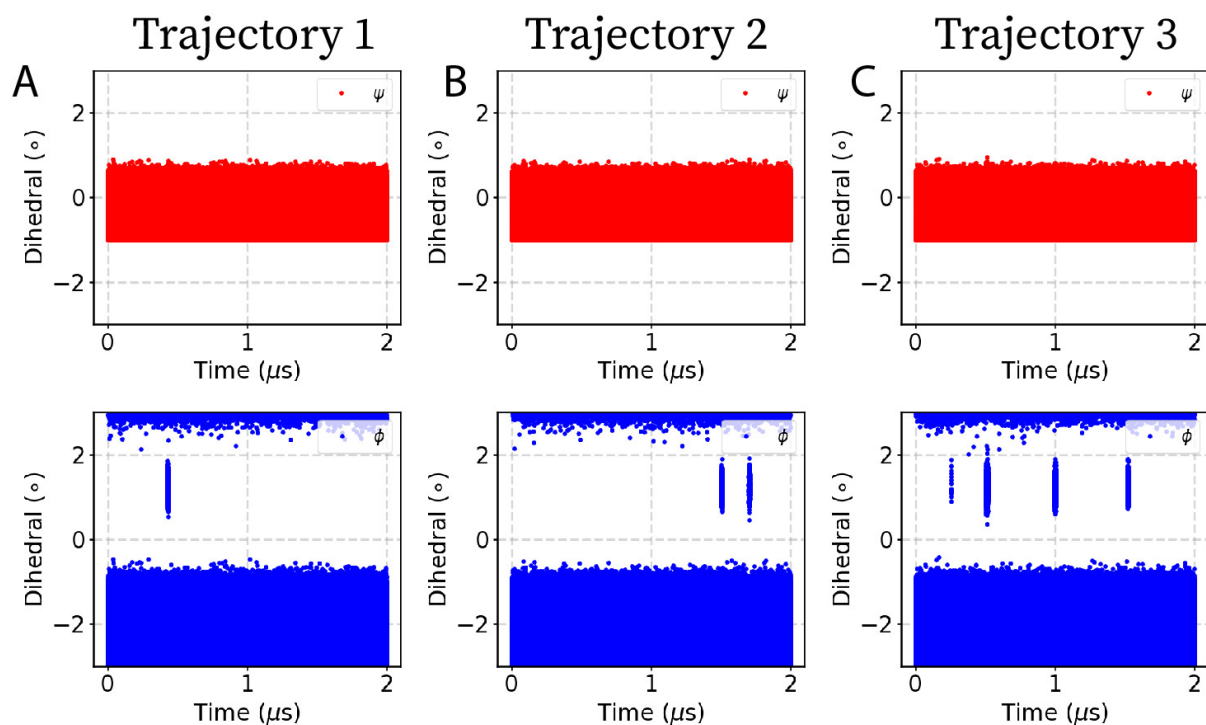 Trajectory 1
Trajectory 2
Trajectory 3
A
Dihedral (∘)
2
0
−2
ψ
0
1
2
Time (μs)
B
Dihedral (∘)
2
0
−2
ψ
0
1
2
Time (μs)
C
Dihedral (∘)
2
0
−2
ψ
0
1
2
Time (μs)
Dihedral (∘)
2
0
−2
ϕ
0
1
2
Time (μs)
Dihedral (∘)
2
0
−2
ϕ
0
1
2
Time (μs)
Dihedral (∘)
2
0
−2
ϕ
0
1
2
Time (μs)